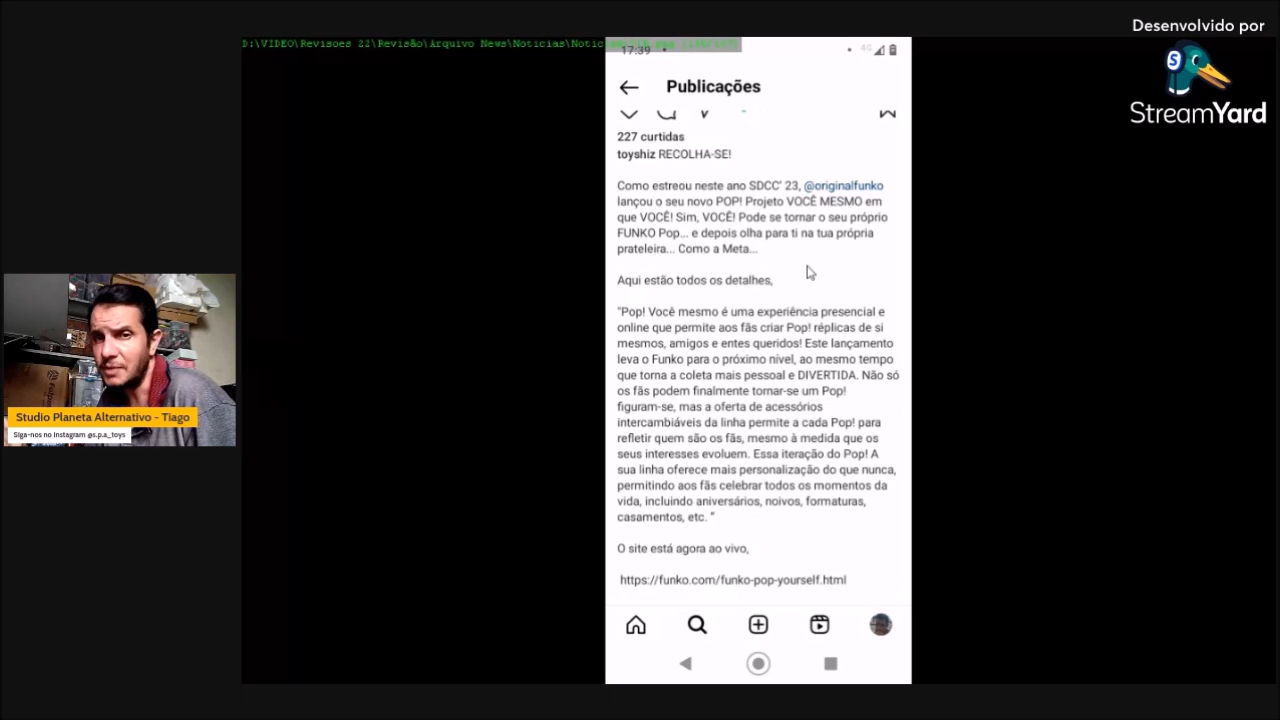 Desenvolvido por
StreamYard
D:\VIDEO\Revisoes 22\Revisão\Arquivo News\Noticias\
17:39
4G
Publicações
227 curtidas
toyshiz RECOLHA-SE!
Como estreou neste ano SDCC' 23, @originalfunko
lançou o seu novo POP! Projeto VOCÊ MESMO em
que VOCÊ! Sim, VOCÊ! Pode se tornar o seu próprio
FUNKO Pop... e depois olha para ti na tua própria
prateleira... Como a Meta...
Aqui estão todos os detalhes,
"Pop! Você mesmo é uma experiência presencial e
online que permite aos fãs criar Pop! réplicas de si
mesmos, amigos e entes queridos! Este lançamento
leva o Funko para o próximo nível, ao mesmo tempo
que torna a coleta mais pessoal e DIVERTIDA. Não só
os fãs podem finalmente tornar-se um Pop!
figuram-se, mas a oferta de acessórios
intercambiáveis da linha permite a cada Pop! para
refletir quem são os fãs, mesmo à medida que os
seus interesses evoluem. Essa iteração do Pop! A
sua linha oferece mais personalização do que nunca,
permitindo aos fãs celebrar todos os momentos da
vida, incluindo aniversários, noivos, formaturas,
casamentos, etc. "
O site está agora ao vivo,
https://funko.com/funko-pop-yourself.html
Studio Planeta Alternativo - Tiago
Siga-nos no Instagram @s.p.a_toys